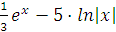 1/3 e^x − 5 · ln|x|